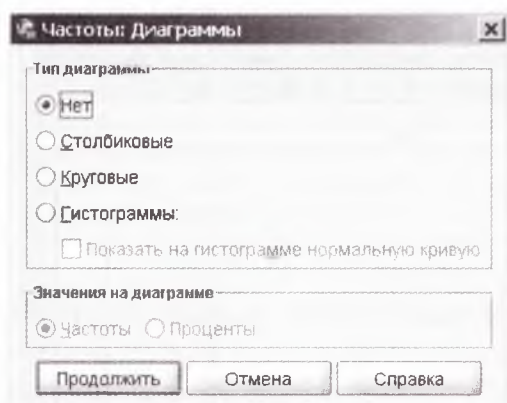 Частоты: Диаграммы
Тип диаграммы
Нет
Столбиковые
Круговые
Гистограммы:
Показать на гистограмме нормальную кривую
Значения на диаграмме
Частоты Проценты
Продолжить Отмена Справка